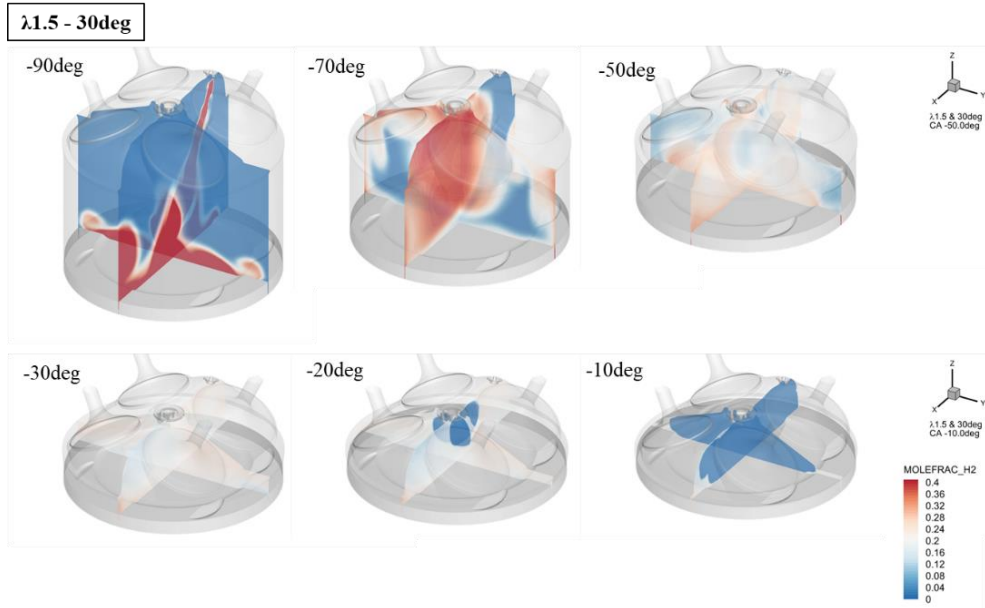 λ1.5 - 30deg
-90deg
-70deg
-50deg
Z
X
Y
λ1.5 & 30deg
CA -50.0deg
-30deg
-20deg
-10deg
Z
X
Y
λ1.5 & 30deg
CA -10.0deg
MOLEFRAC_H2
0.4
0.36
0.32
0.28
0.24
0.2
0.16
0.12
0.08
0.04
0